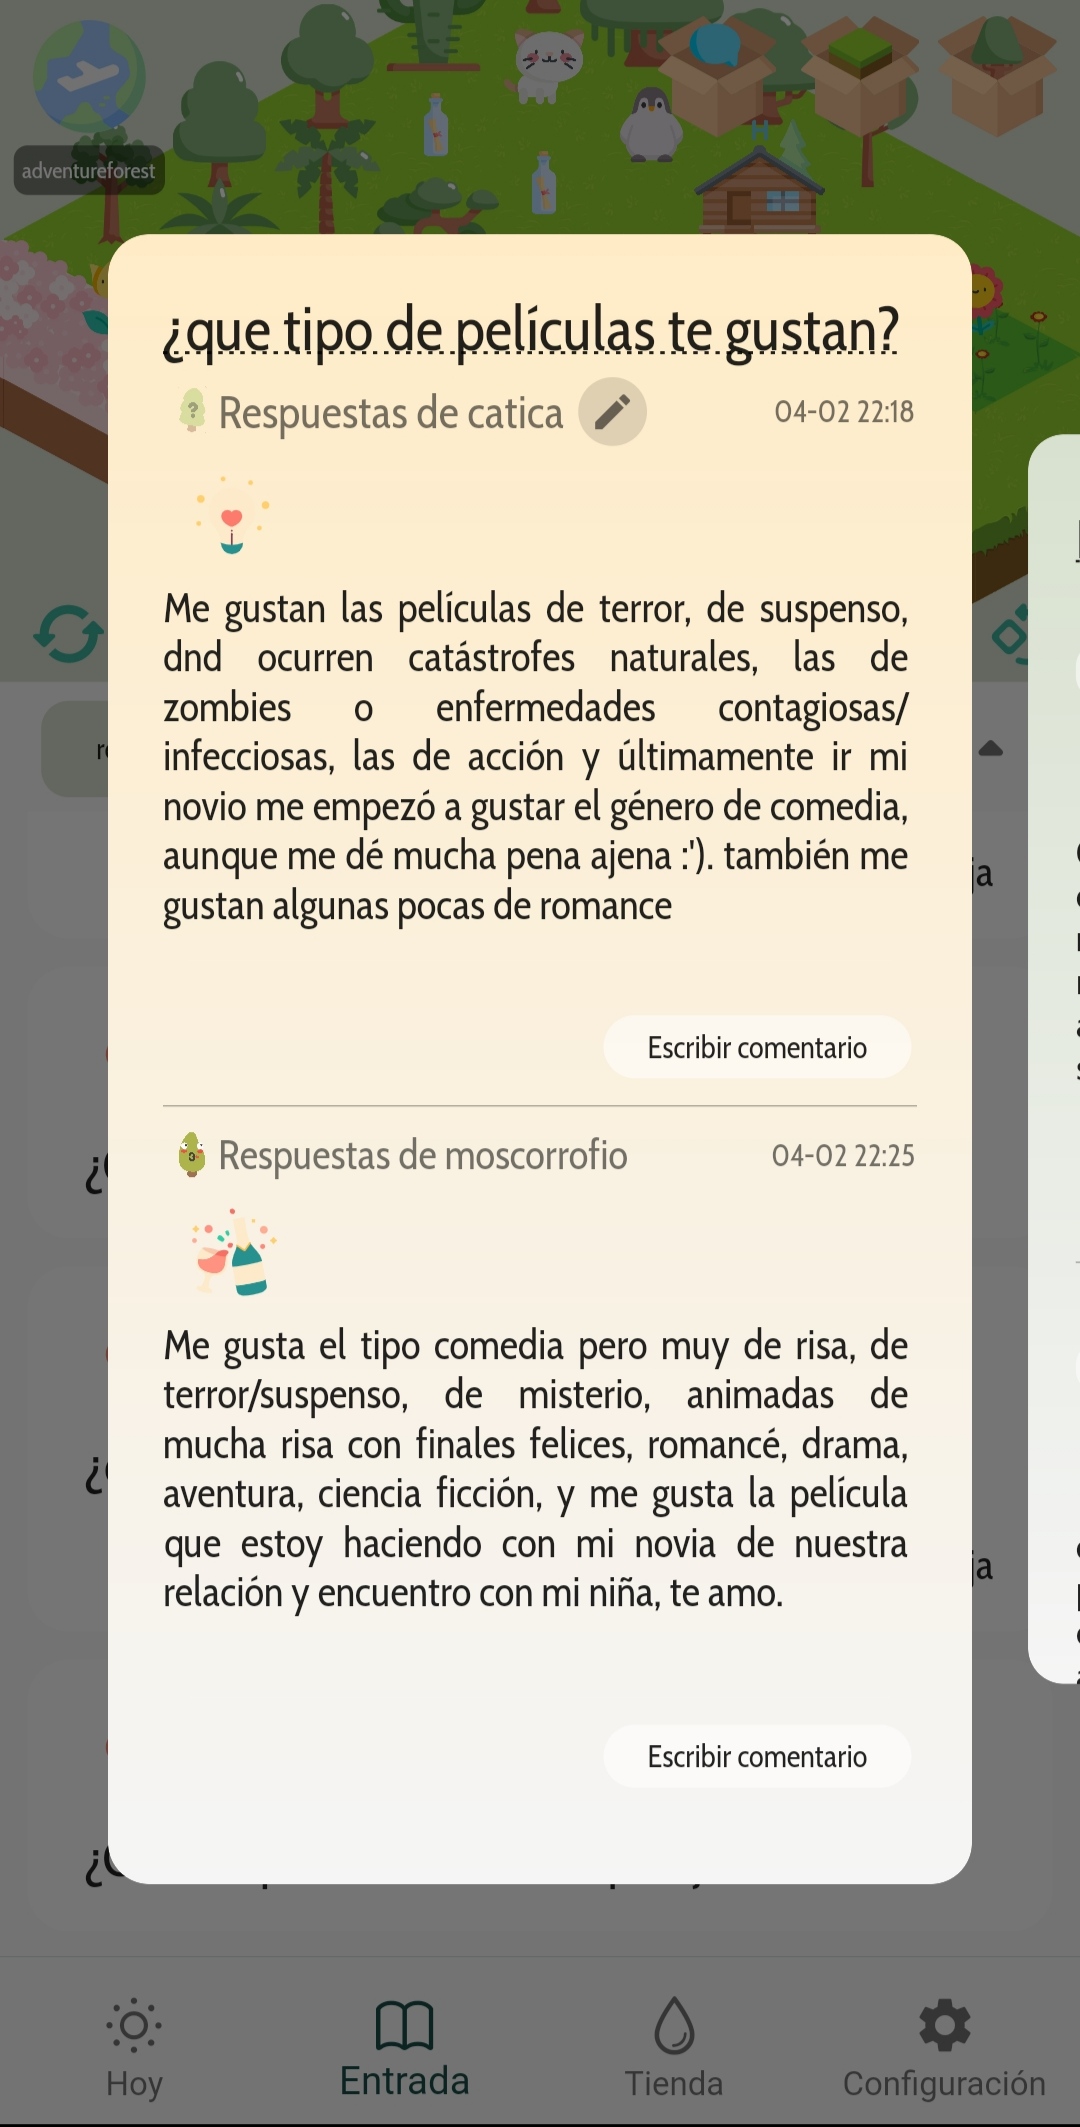 adventureforest
¿que tipo de películas te gustan?
Respuestas de catica
04-02 22:18
Me gustan las películas de terror, de suspenso,
dnd ocurren catástrofes naturales, las de
zombies o enfermedades contagiosas/
infecciosas, las de acción y últimamente ir mi
novio me empezó a gustar el género de comedia,
aunque me dé mucha pena ajena :'). también me
gustan algunas pocas de romance
Escribir comentario
Respuestas de moscorrofio
04-02 22:25
Me gusta el tipo comedia pero muy de risa, de
terror/suspenso, de misterio, animadas de
mucha risa con finales felices, romancé, drama,
aventura, ciencia ficción, y me gusta la película
que estoy haciendo con mi novia de nuestra
relación y encuentro con mi niña, te amo.
Escribir comentario
Hoy
Entrada
Tienda
Configuración